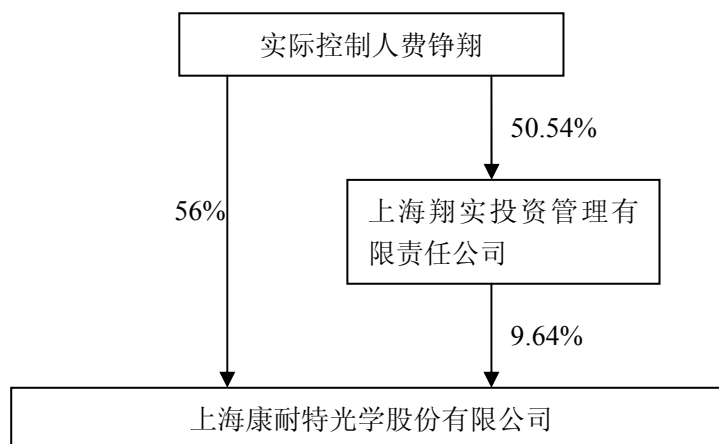 实际控制人费铮翔
50.54%
56%
上海翔实投资管理有
限责任公司
9.64%
上海康耐特光学股份有限公司